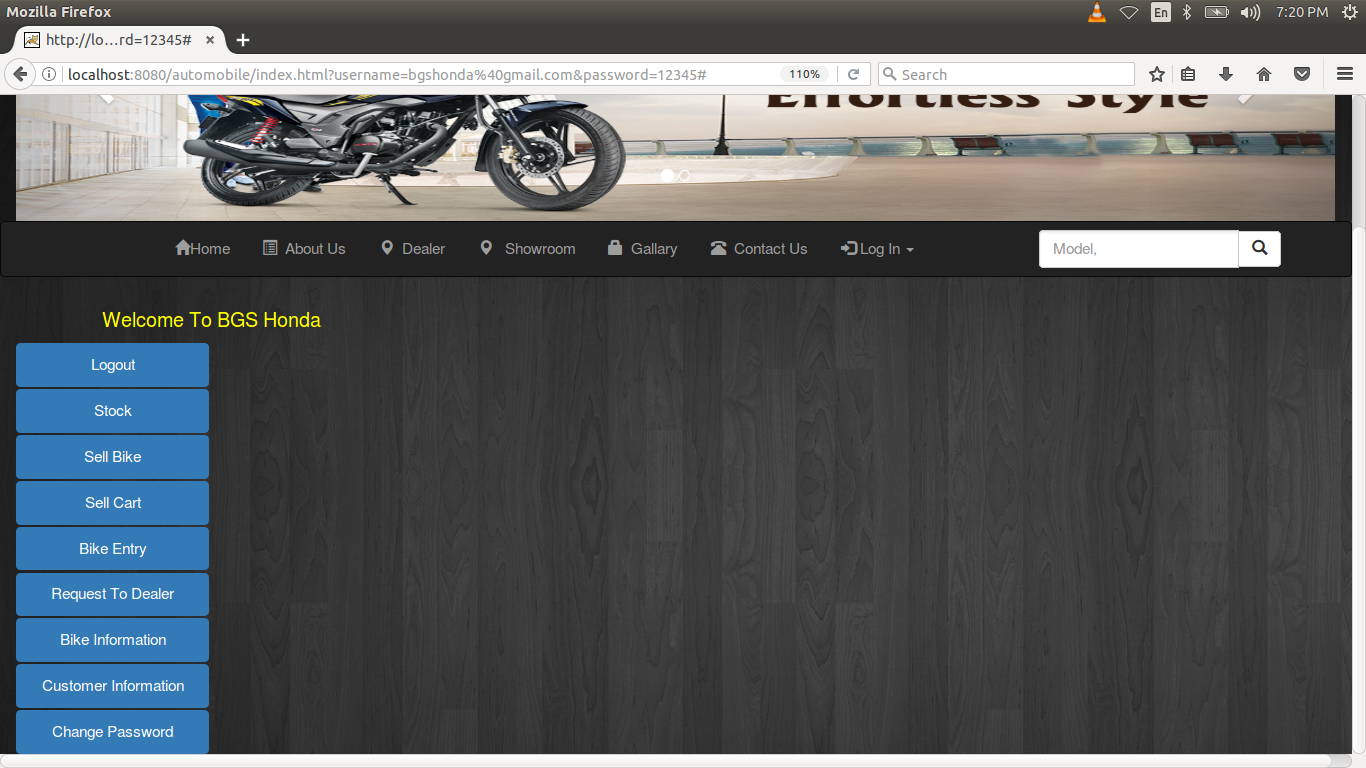 Mozilla Firefox
En
7:20 PM
http://lo...rd=12345#
localhost:8080/automobile/index.html?username=bgshonda%40gmail.com&password=12345#
110%
Search
Effortless Style
Home
About Us
Dealer
Showroom
Gallary
Contact Us
Log In
Model,
Welcome To BGS Honda
Logout
Stock
Sell Bike
Sell Cart
Bike Entry
Request To Dealer
Bike Information
Customer Information
Change Password